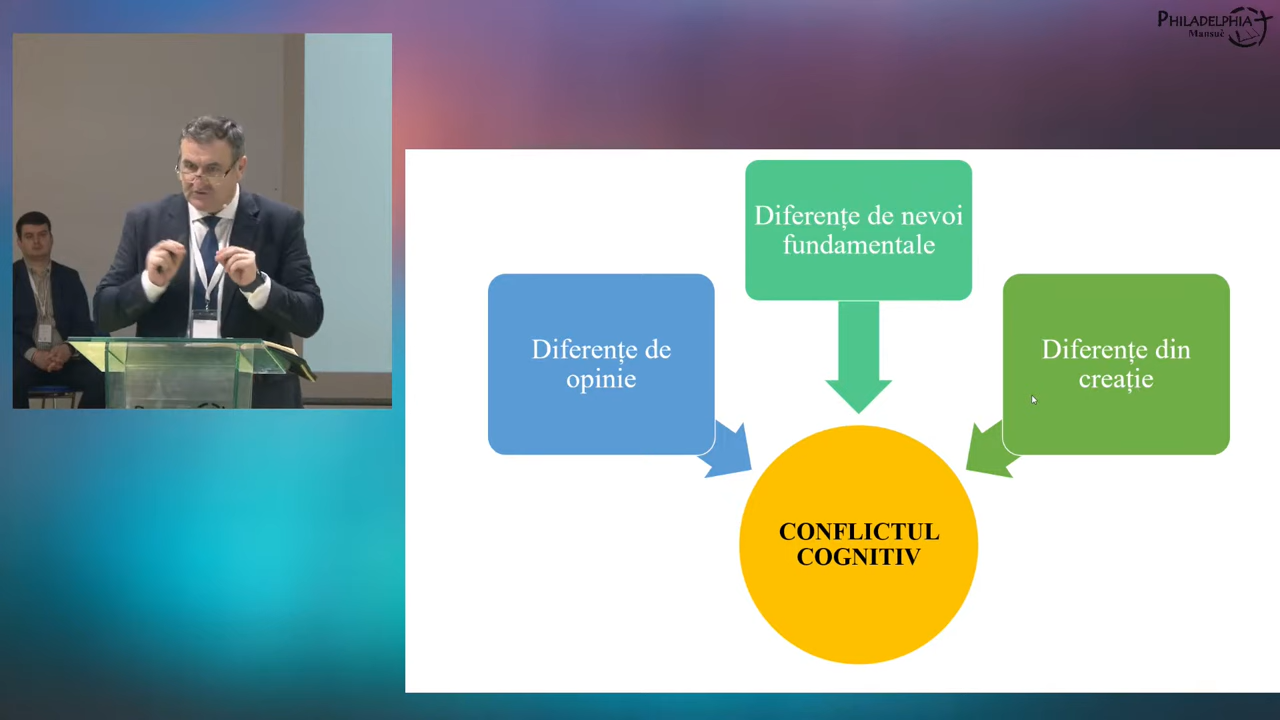 PHILADELPHIA
Mansuè
Diferențe de nevoi
fundamentale
Diferențe de
opinie
Diferențe din
creație
CONFLICTUL
COGNITIV